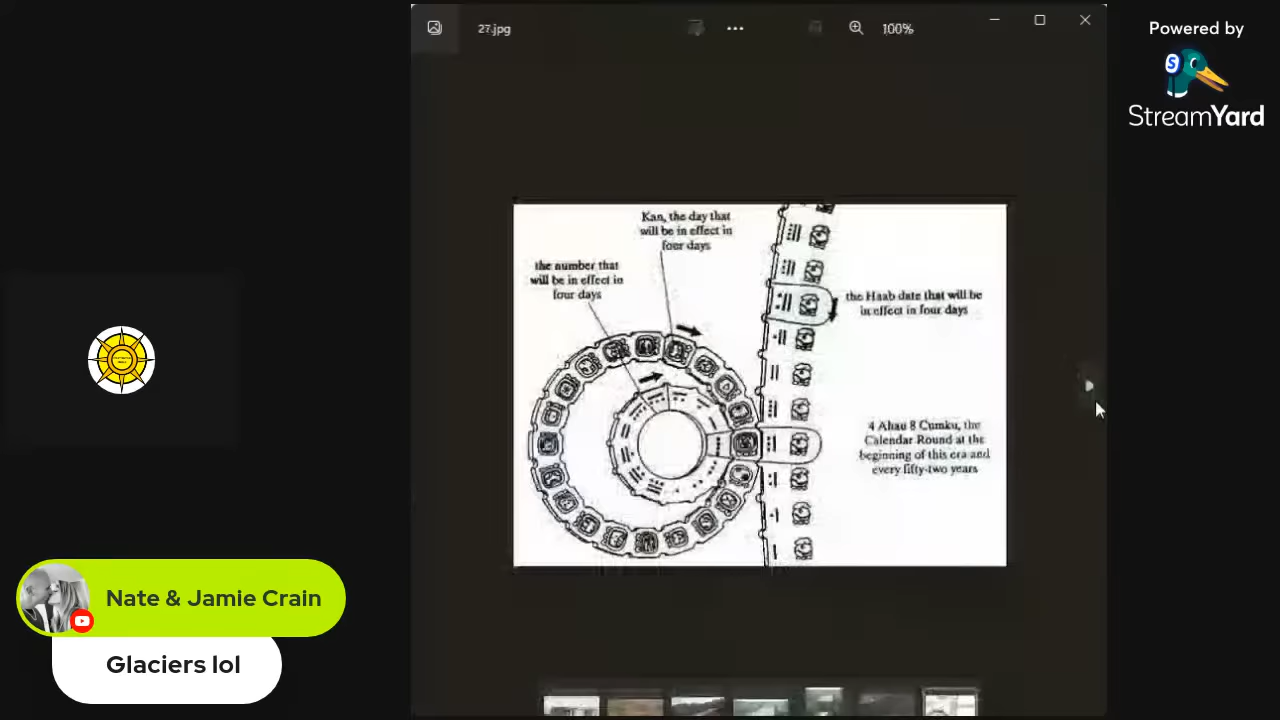 27.jpg
100%
Powered by
StreamYard
Kan, the day that
will be in effect in
four days
the number that
will be in effect in
four days
the Haab date that will be
in effect in four days
4 Ahau 8 Cumku, the
Calendar Round at the
beginning of this era and
every fifty-two years
Nate & Jamie Crain
Glaciers lol